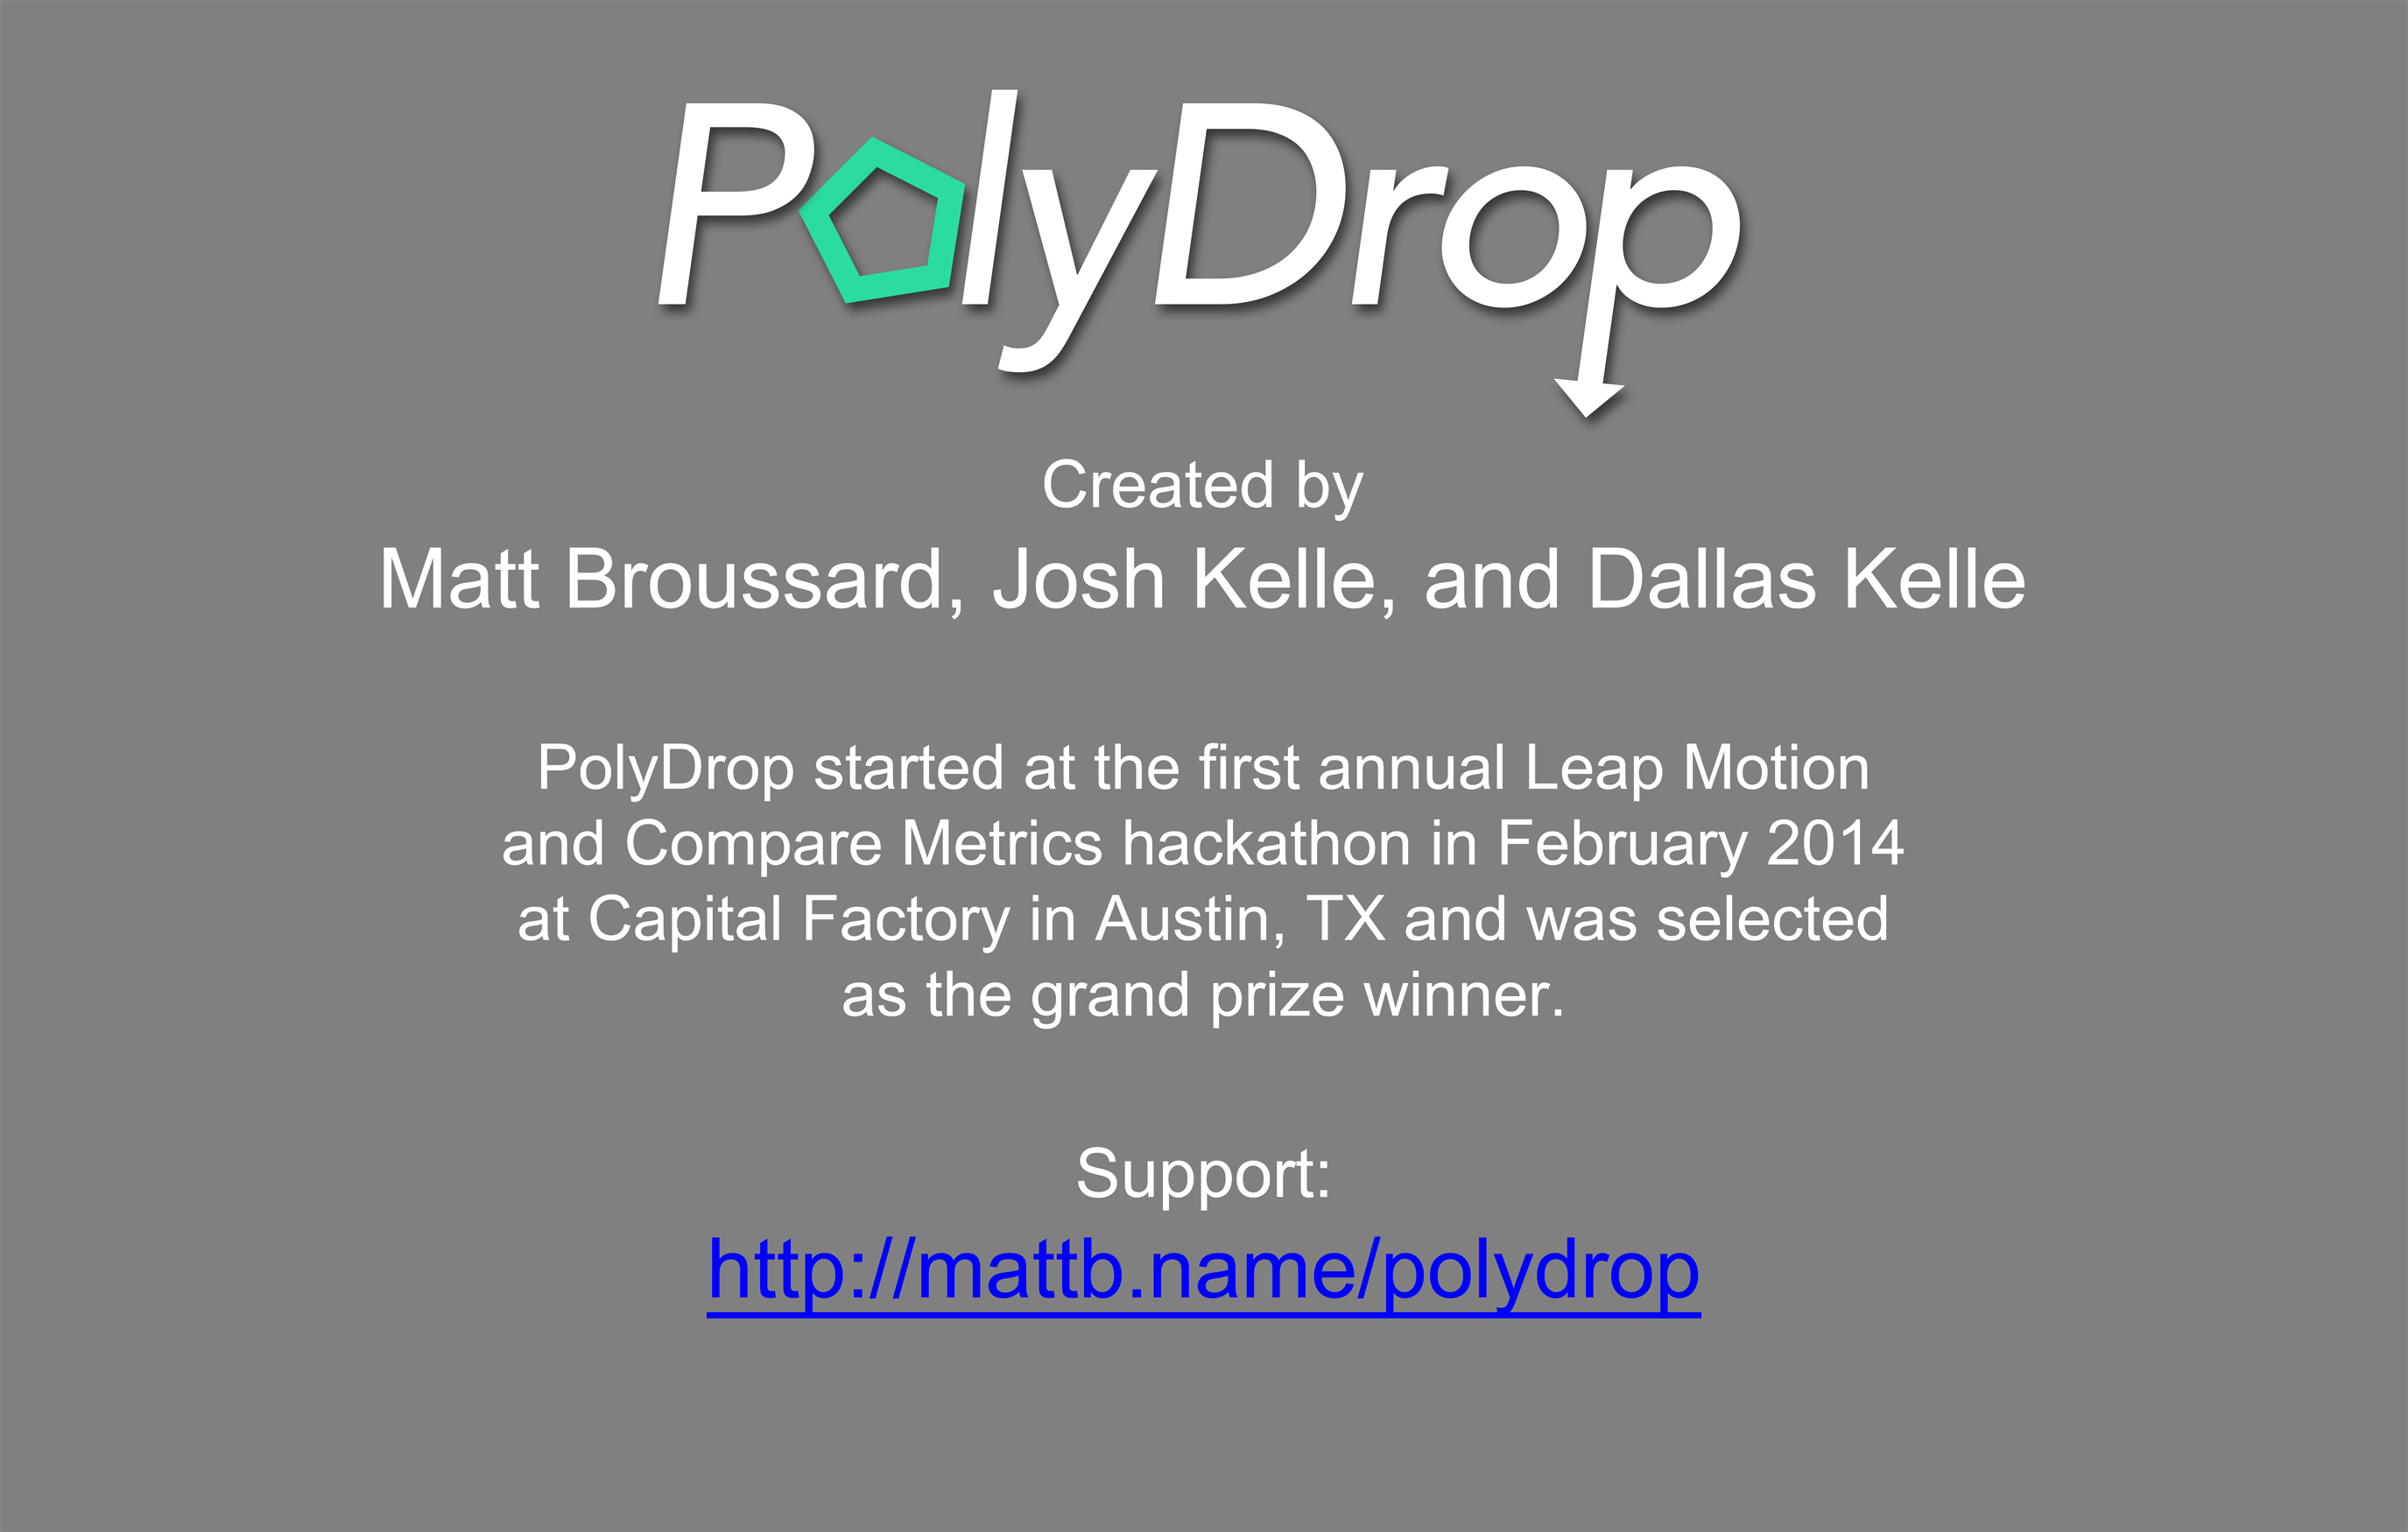 PolyDrop
Created by
Matt Broussard, Josh Kelle, and Dallas Kelle
PolyDrop started at the first annual Leap Motion
and Compare Metrics hackathon in February 2014
at Capital Factory in Austin, TX and was selected
as the grand prize winner.
Support:
http://mattb.name/polydrop